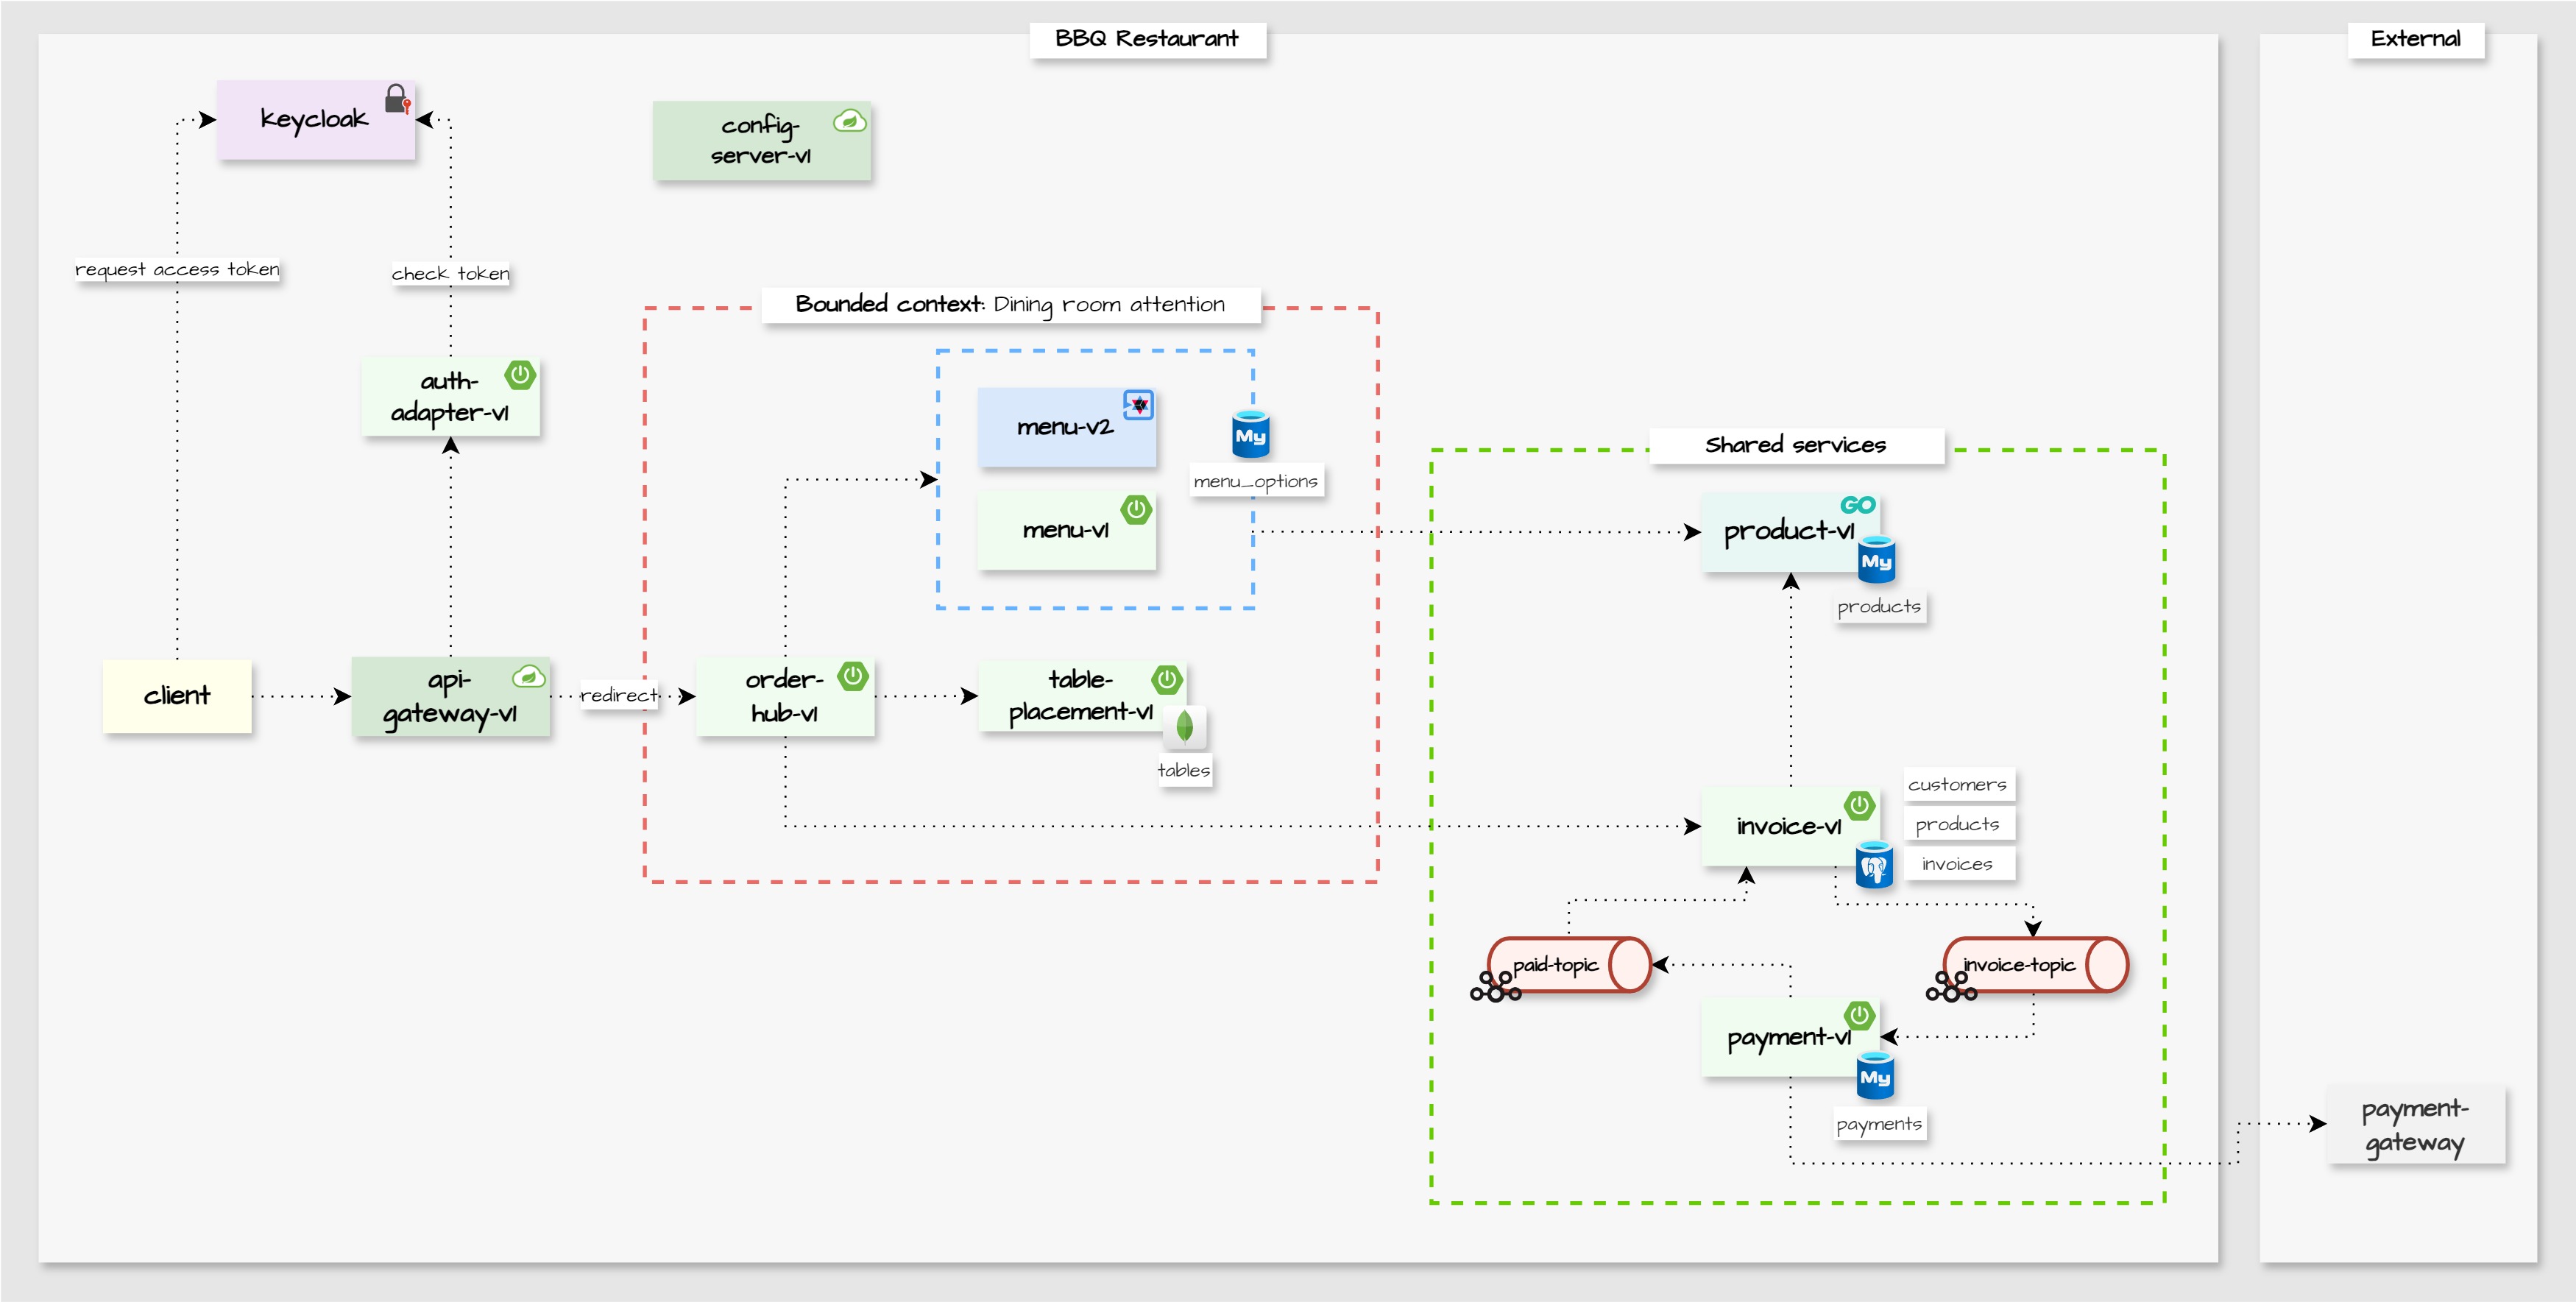 BBQ Restaurant
External
keycloak
config-
server-v1
request access token
check token
Bounded context: Dining room attention
auth-
adapter-v1
menu-v2
My
menu_options
menu-v1
Shared services
GO
product-v1
My
products
client
api-
gateway-v1
redirect
order-
hub-v1
table-
placement-v1
tables
customers
invoice-v1
products
invoices
paid-topic
invoice-topic
payment-v1
My
payments
payment-
gateway